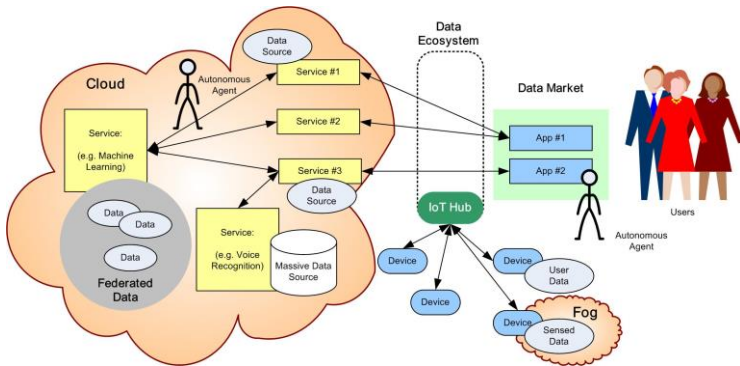 Data
Ecosystem
Data
Source
Cloud
Autonomous
Agent
Service #1
Data Market
Service:
(e.g. Machine
Learning)
Service #2
App #1
Service #3
App #2
Data
Source
Data
Data
Data
Federated
Data
Service:
(e.g. Voice
Recognition)
Massive Data
Source
IoT Hub
Autonomous
Agent
Users
Device
Device
Device
User
Data
Device
Fog
Sensed
Data